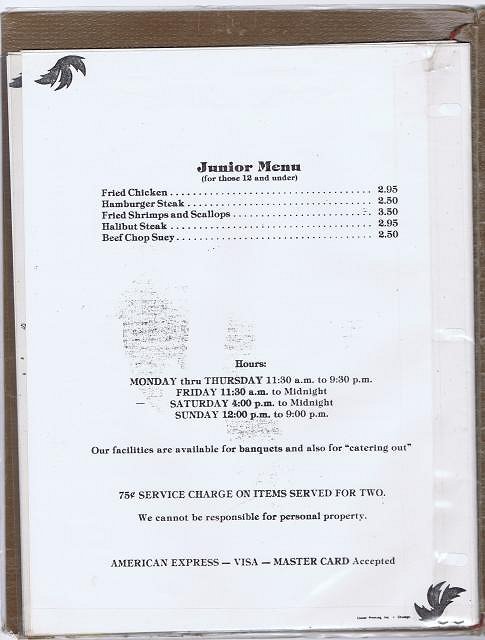 Junior Menu
(for those 12 and under)
Fried Chicken . . . . . . . . . . . . . . . . . . . . . . . . . . . . . . . . . . . 2.95
Hamburger Steak . . . . . . . . . . . . . . . . . . . . . . . . . . . . . . . . 2.50
Fried Shrimps and Scallops . . . . . . . . . . . . . . . . . . . . . . . . 3.50
Halibut Steak . . . . . . . . . . . . . . . . . . . . . . . . . . . . . . . . . . . 2.95
Beef Chop Suey . . . . . . . . . . . . . . . . . . . . . . . . . . . . . . . . . . 2.50
Hours:
MONDAY thru THURSDAY 11:30 a.m. to 9:30 p.m.
FRIDAY 11:30 a.m. to Midnight
SATURDAY 4:00 p.m. to Midnight
SUNDAY 12:00 p.m. to 9:00 p.m.
Our facilities are available for banquets and also for "catering out"
75¢ SERVICE CHARGE ON ITEMS SERVED FOR TWO.
We cannot be responsible for personal property.
AMERICAN EXPRESS — VISA — MASTER CARD Accepted
Printing Inc. - Chicago